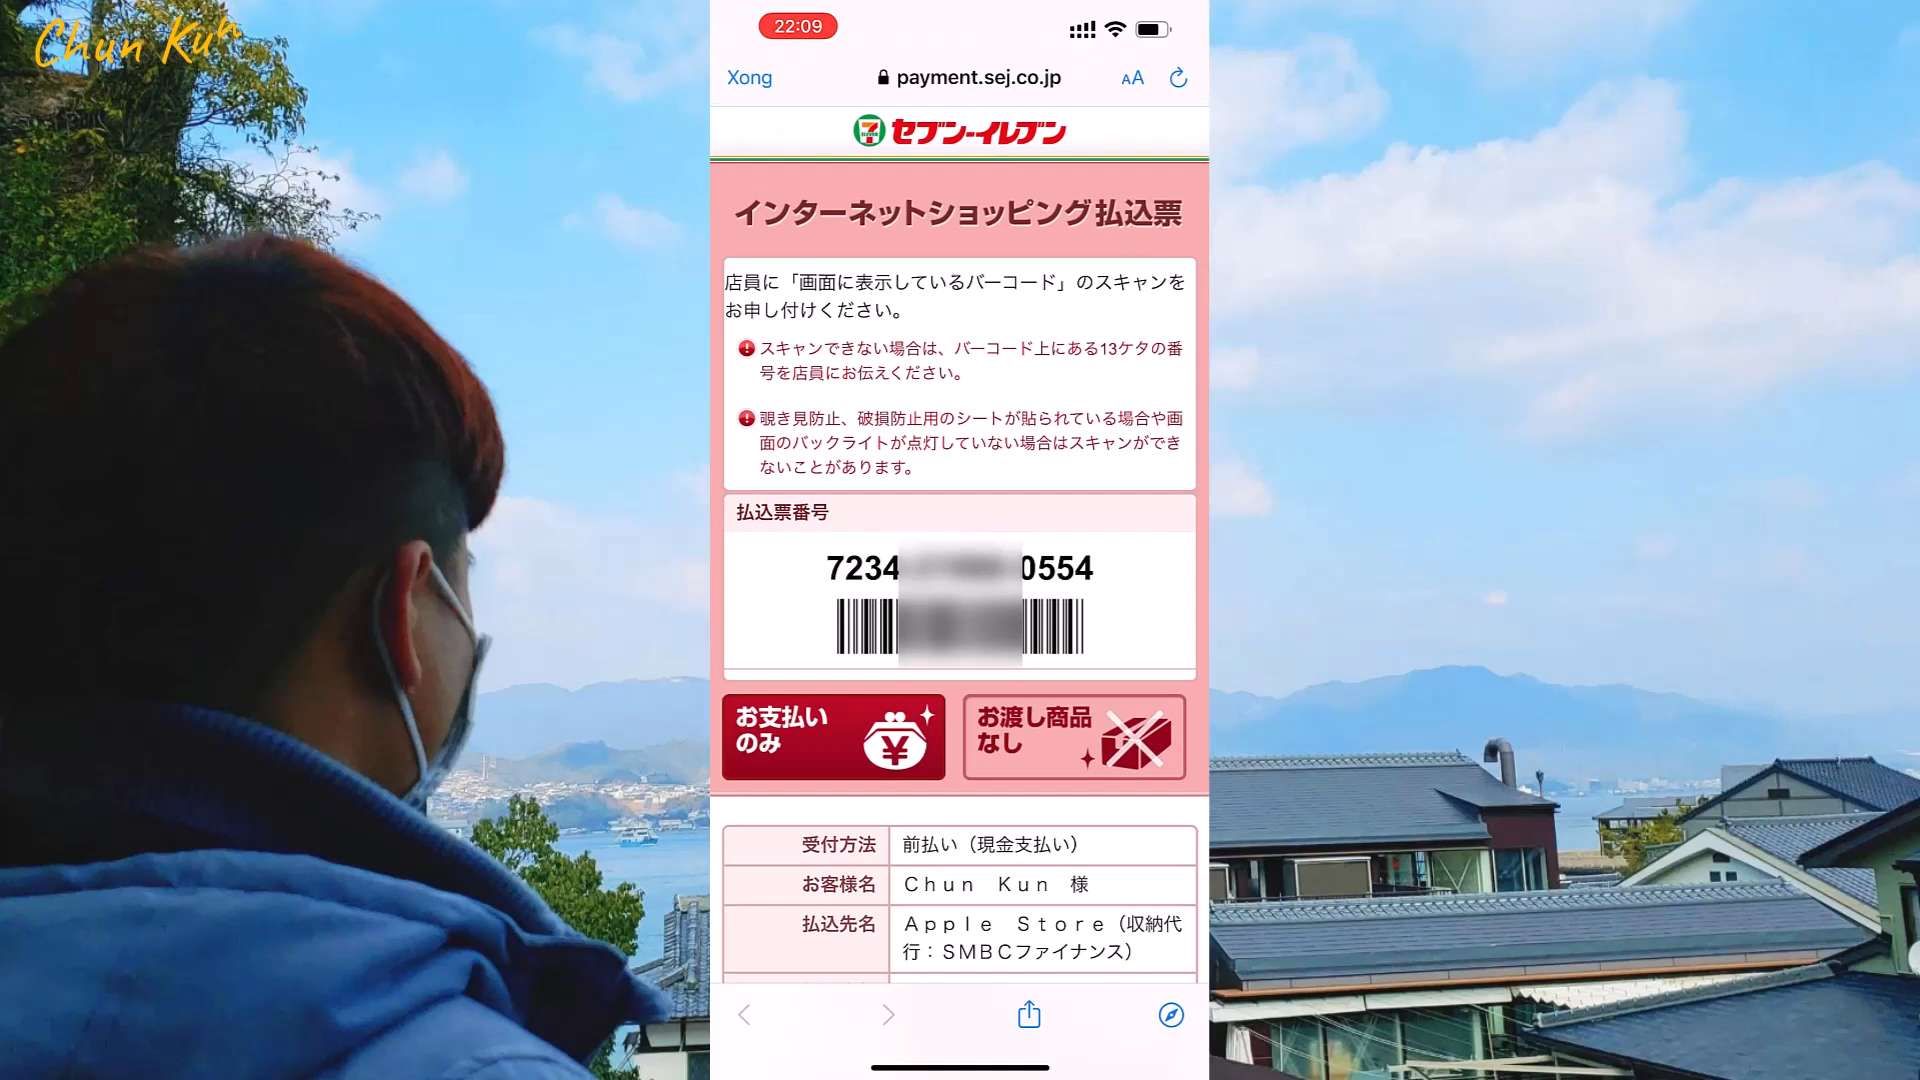 Chun Kun
22:09
Xong
payment.sej.co.jp
AA
7
ELEVEN
セブン-イレブン
インターネットショッピング払込票
店員に「画面に表示しているバーコード」のスキャンを
お申し付けください。
スキャンできない場合は、バーコード上にある13ケタの番
号を店員にお伝えください。
覗き見防止、破損防止用のシートが貼られている場合や画
面のバックライトが点灯していない場合はスキャンができ
ないことがあります。
払込票番号
7234 0554
お支払い
のみ
¥
お渡し商品
なし
受付方法 前払い（現金支払い）
お客様名 Ｃｈｕｎ　Ｋｕｎ　様
払込先名 Ａｐｐｌｅ　Ｓｔｏｒｅ（収納代
行：ＳＭＢＣファイナンス）